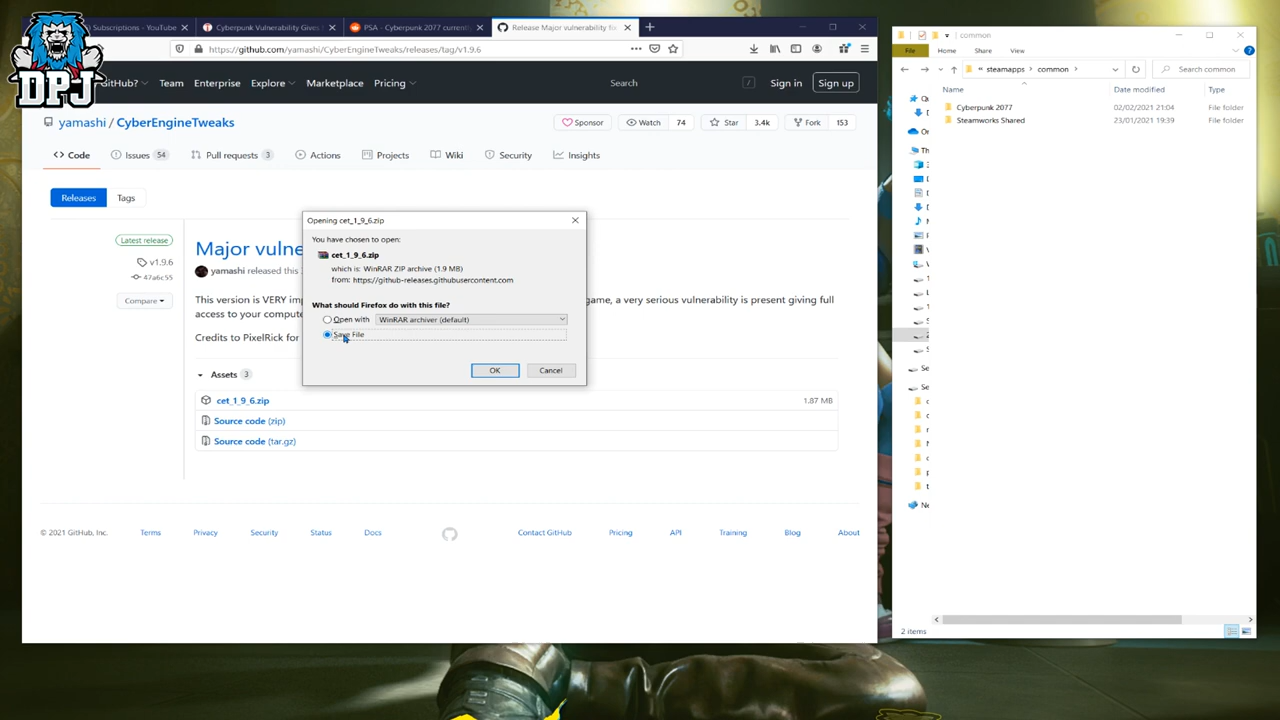 Subscriptions - YouTube
Cyberpunk Vulnerability Gives
PSA - Cyberpunk 2077 current
Release Major vulnerability fo
https://github.com/yamashi/CyberEngineTweaks/releases/tag/v1.9.6
DPJ
GitHub? Team Enterprise Explore Marketplace Pricing Search / Sign in Sign up
yamashi / CyberEngineTweaks
Sponsor Watch 74 Star 3.4k Fork 153
Code Issues 54 Pull requests 3 Actions Projects Wiki Security Insights
Releases Tags
Latest release
v1.9.6
47a6c55
Compare
Major vulne
yamashi released this
This version is VERY imp
game, a very serious vulnerability is present giving full
access to your compute
Credits to PixelRick for
Assets 3
cet_1_9_6.zip 1.87 MB
Source code (zip)
Source code (tar.gz)
Opening cet_1_9_6.zip
You have chosen to open:
cet_1_9_6.zip
which is: WinRAR ZIP archive (1.9 MB)
from: https://github-releases.githubusercontent.com
What should Firefox do with this file?
Open with WinRAR archiver (default)
Save File
OK Cancel
© 2021 GitHub, Inc. Terms Privacy Security Status Docs Contact GitHub Pricing API Training Blog About
common
File Home Share View
« steamapps › common › Search common
Name Date modified Type
Cyberpunk 2077 02/02/2021 21:04 File folder
Steamworks Shared 23/01/2021 19:39 File folder
2 items